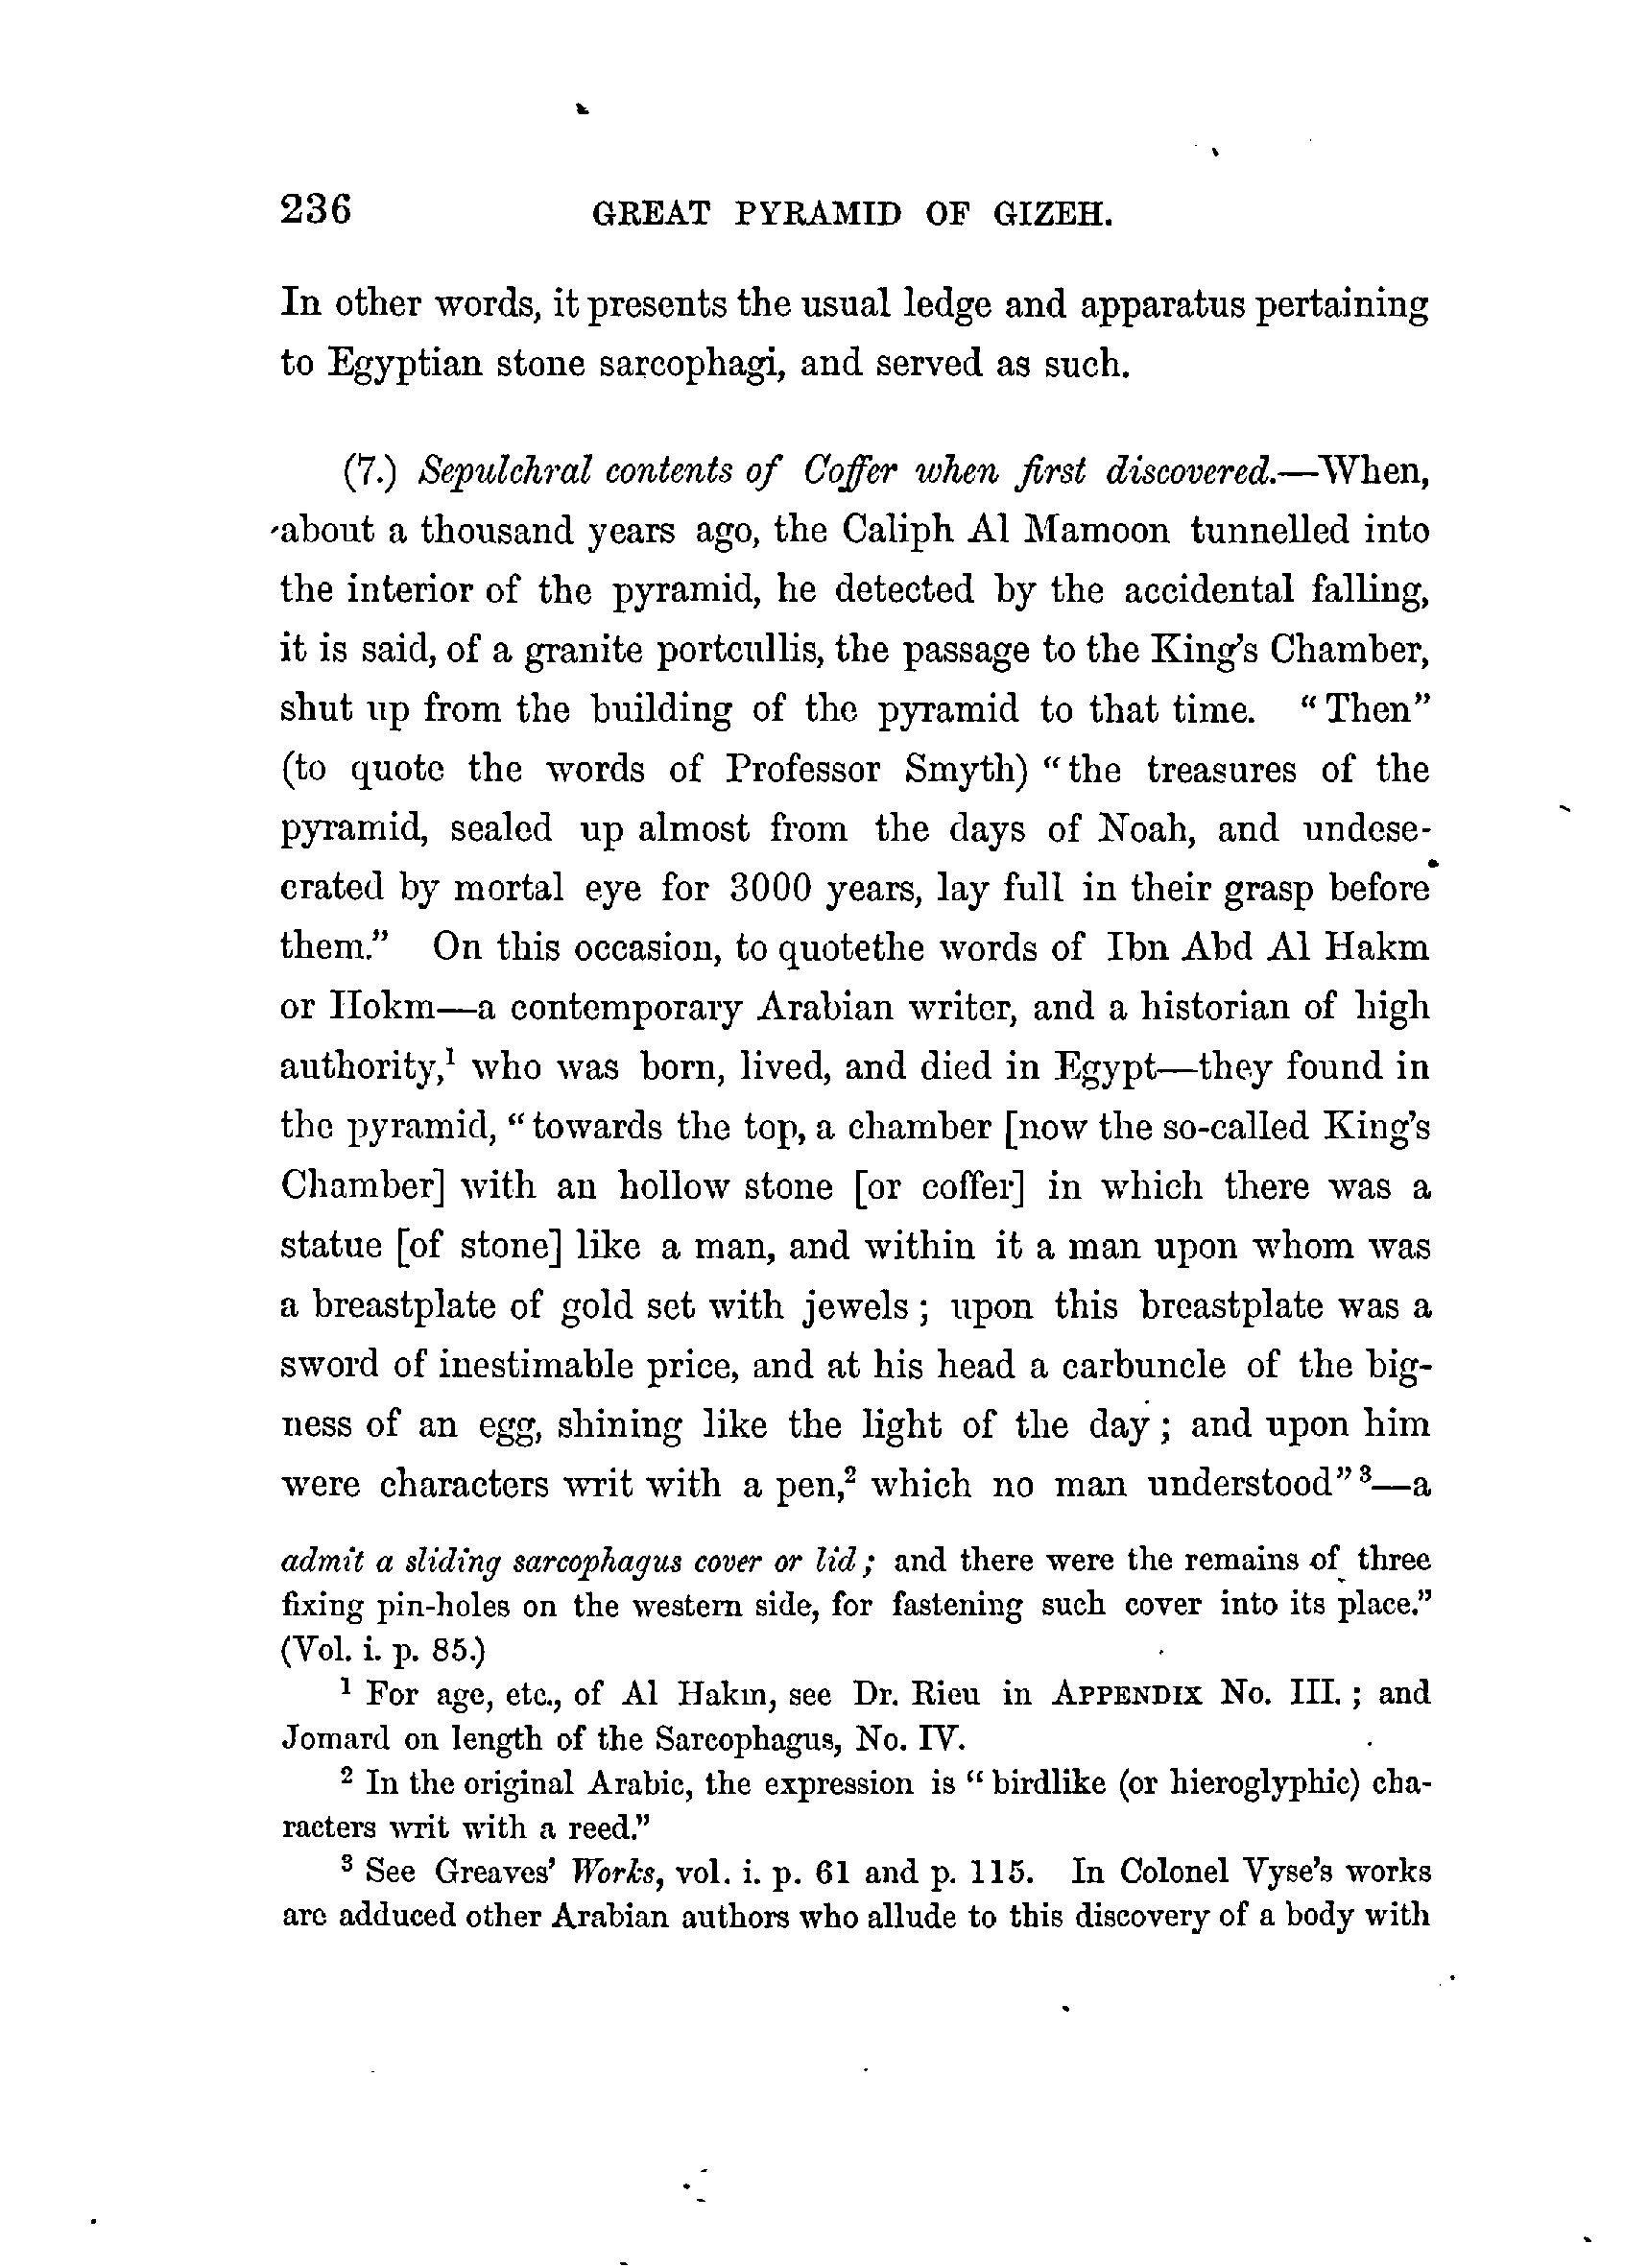 236 GREAT PYRAMID OF GIZEH.
In other words, it presents the usual ledge and apparatus pertaining
to Egyptian stone sarcophagi, and served as such.
(7.) Sepulchral contents of Coffer when first discovered.—When,
about a thousand years ago, the Caliph Al Mamoon tunnelled into
the interior of the pyramid, he detected by the accidental falling,
it is said, of a granite portcullis, the passage to the King's Chamber,
shut up from the building of the pyramid to that time. "Then"
(to quote the words of Professor Smyth) "the treasures of the
pyramid, sealed up almost from the days of Noah, and undese-
crated by mortal eye for 3000 years, lay full in their grasp before
them." On this occasion, to quotethe words of Ibn Abd Al Hakm
or Hokm—a contemporary Arabian writer, and a historian of high
authority,¹ who was born, lived, and died in Egypt—they found in
the pyramid, "towards the top, a chamber [now the so-called King's
Chamber] with an hollow stone [or coffer] in which there was a
statue [of stone] like a man, and within it a man upon whom was
a breastplate of gold set with jewels; upon this breastplate was a
sword of inestimable price, and at his head a carbuncle of the big-
ness of an egg, shining like the light of the day; and upon him
were characters writ with a pen,² which no man understood"³—a
admit a sliding sarcophagus cover or lid; and there were the remains of three
fixing pin-holes on the western side, for fastening such cover into its place."
(Vol. i. p. 85.)
¹ For age, etc., of Al Hakm, see Dr. Rieu in APPENDIX No. III.; and
Jomard on length of the Sarcophagus, No. IV.
² In the original Arabic, the expression is "birdlike (or hieroglyphic) cha-
racters writ with a reed."
³ See Greaves' Works, vol. i. p. 61 and p. 115. In Colonel Vyse's works
are adduced other Arabian authors who allude to this discovery of a body with